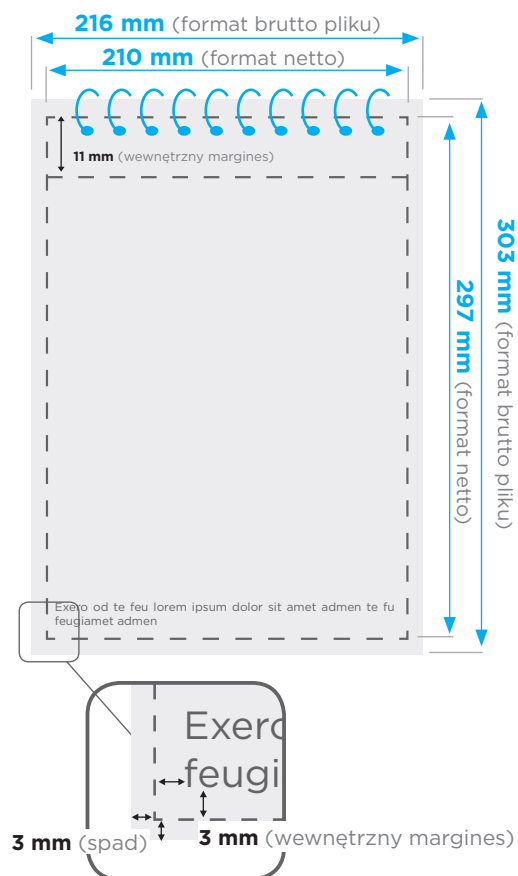 216 mm (format brutto pliku)
210 mm (format netto)
11 mm (wewnętrzny margines)
303 mm (format brutto pliku)
297 mm (format netto)
Exero od te feu lorem ipsum dolor sit amet admen te fu
feugiamet admen
Exerc
feugi
3 mm (spad)
3 mm (wewnętrzny margines)